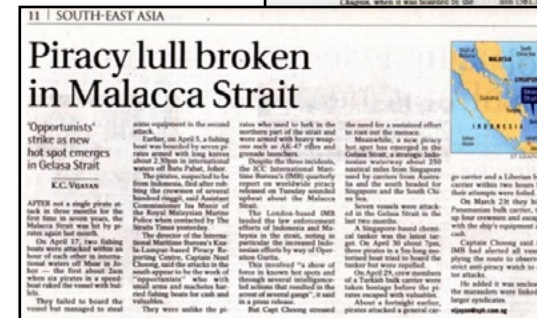 11 | SOUTH-EAST ASIA
Piracy lull broken
in Malacca Strait
'Opportunists'
strike as new
hot spot emerges
in Gelasa Strait
K.C. VIJAYAN
AFTER not a single pirate at-
tack in three months for the
first time in seven years, the
Malacca Strait was hit by pi-
rates again last month.
On April 17, two fishing
boats were attacked within an
hour of each other in interna-
tional waters off Muar in Jo-
hor — the first about 2am
when six pirates in a speed-
boat raked the vessel with bul-
lets.
They failed to board the
vessel but managed to steal
some equipment in the second
attack.
Earlier, on April 5, a fishing
boat was boarded by seven pi-
rates armed with long knives
about 2.30pm in international
waters off Batu Pahat, Johor.
The pirates, suspected to be
from Indonesia, fled after rob-
bing the crewmen of several
hundred ringgit, said Assistant
Commissioner Isa Munir of
the Royal Malaysian Marine
Police when contacted by The
Straits Times yesterday.
The director of the Interna-
tional Maritime Bureau's Kua-
la-Lumpur-based Piracy Re-
porting Centre, Captain Noel
Choong, said the attacks in the
south appear to be the work of
"opportunists" who with
small arms and machetes har-
ried fishing boats for cash and
valuables.
They were unlike the pi-
rates who used to lurk in the
northern part of the strait and
were armed with heavy weap-
ons such as AK-47 rifles and
grenade launchers.
Despite the three incidents,
the ICC International Mari-
time Bureau's (IMB) quarterly
report on worldwide piracy
released on Tuesday sounded
upbeat about the Malacca
Strait.
The London-based IMB
lauded the law enforcement
efforts of Indonesia and Ma-
laysia in the strait, noting in
particular the increased Indo-
nesian efforts by way of Oper-
ation Gurita.
This involved "a show of
force in known hot spots and
through several intelligence-
led actions that resulted in the
arrest of several gangs", it said
in a press release.
But Capt Choong stressed
the need for a sustained effort
to root out the menace.
Meanwhile, a new piracy
hot spot has emerged in the
Gelasa Strait, a strategic Indo-
nesian waterway about 250
nautical miles from Singapore
used by carriers from Austra-
lia and the south headed for
Singapore and the South Chi-
na Sea.
Seven vessels were attack-
ed in the Gelasa Strait in the
last two months.
A Singapore-based chemi-
cal tanker was the latest tar-
get. On April 30 about 7pm,
three pirates in a 5m-long mo-
torised boat tried to board the
tanker but were repelled.
On April 29, crew members
of a Turkish bulk carrier were
taken hostage before the pi-
rates escaped with valuables.
About a fortnight earlier,
pirates attacked a general car-
go carrier and a Liberian
carrier within two hours
their attempts were foiled.
On March 29, they hi
Panamanian bulk carrier,
up four crewmen and escap
with the ship's equipment
cash.
Captain Choong said
IMB had alerted all vesse
plying the route to observe
strict anti-piracy watch to
ter attacks.
He added it was unclear
the marauders were linked
larger syndicates.
vijayan@sph.com.sg
MALAYSIA
SINGAPORE
Sumatra
INDONESIA